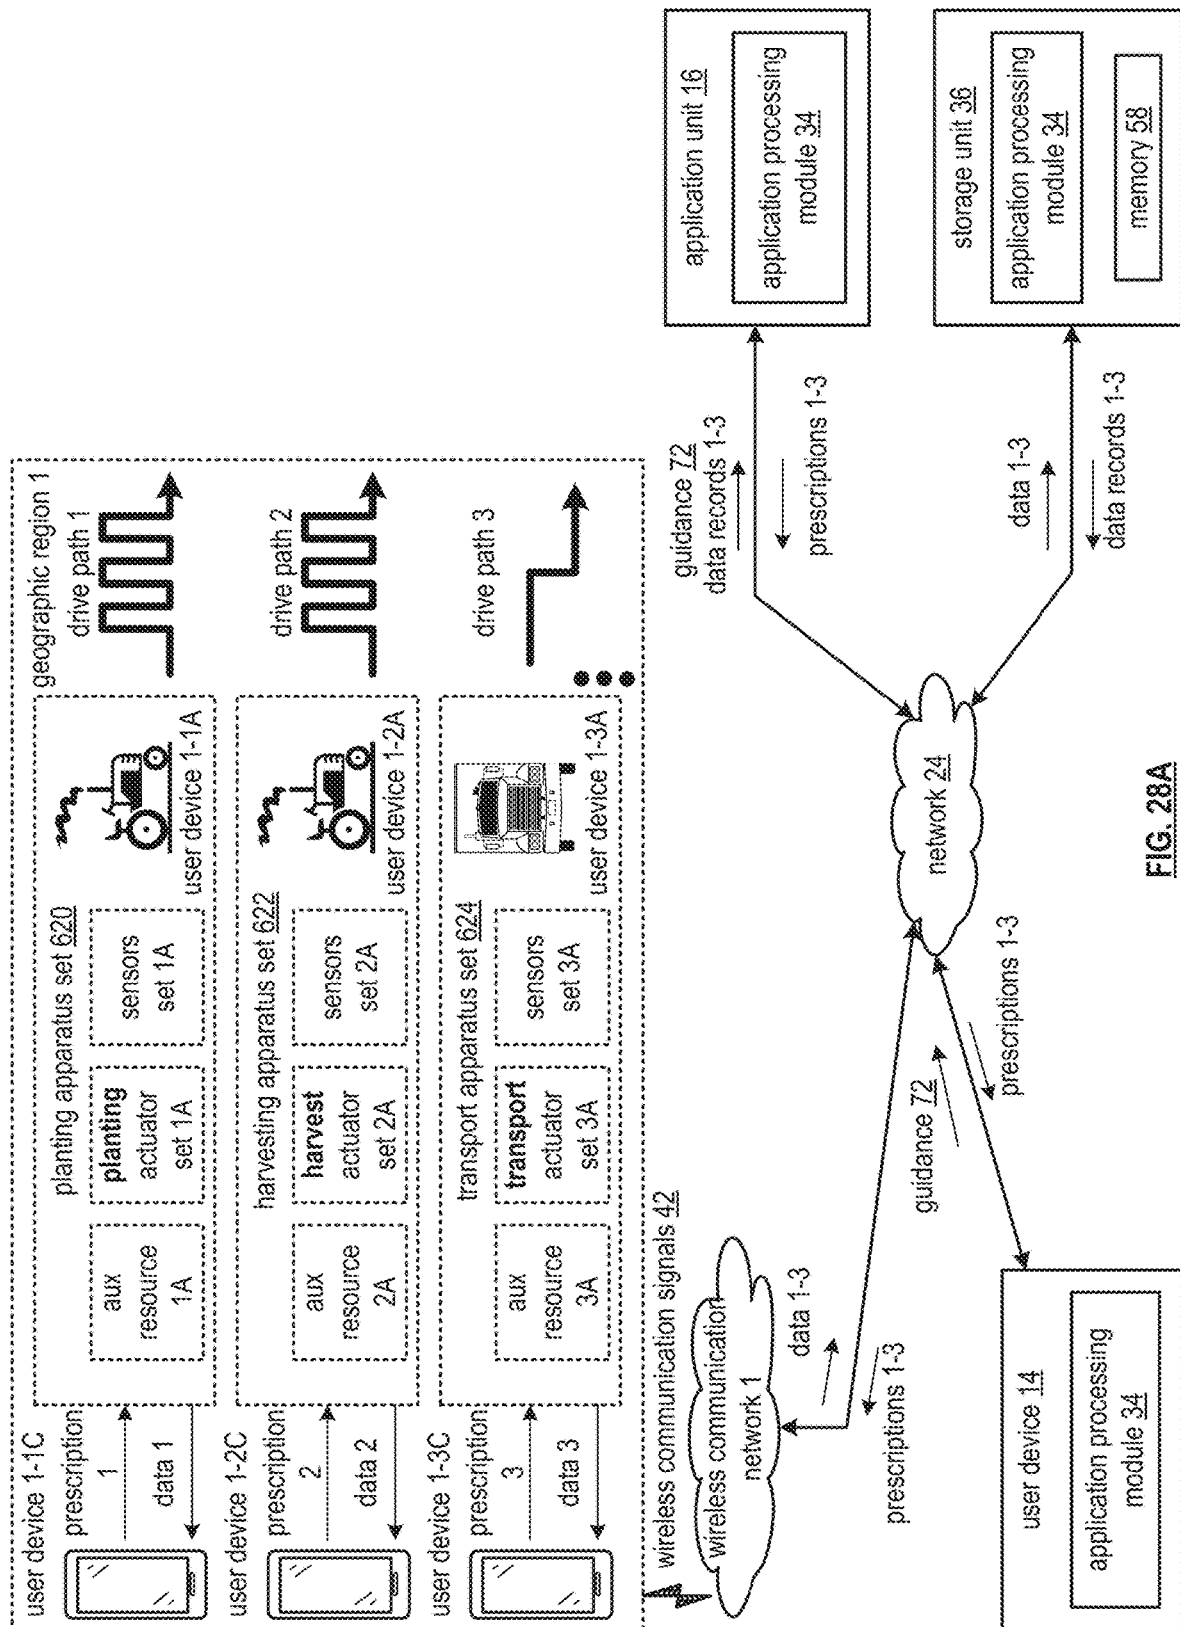 geographic region 1
user device 1-1C
prescription
1
data 1
planting apparatus set 620
aux
resource
1A
planting
actuator
set 1A
sensors
set 1A
user device 1-1A
drive path 1
user device 1-2C
prescription
2
data 2
harvesting apparatus set 622
aux
resource
2A
harvest
actuator
set 2A
sensors
set 2A
user device 1-2A
drive path 2
user device 1-3C
prescription
3
data 3
transport apparatus set 624
aux
resource
3A
transport
actuator
set 3A
sensors
set 3A
user device 1-3A
drive path 3
wireless communication signals 42
wireless communication
network 1
data 1-3
prescriptions 1-3
guidance 72
data records 1-3
prescriptions 1-3
application unit 16
application processing
module 34
network 24
data 1-3
data records 1-3
storage unit 36
application processing
module 34
memory 58
guidance 72
prescriptions 1-3
user device 14
application processing
module 34
FIG. 28A